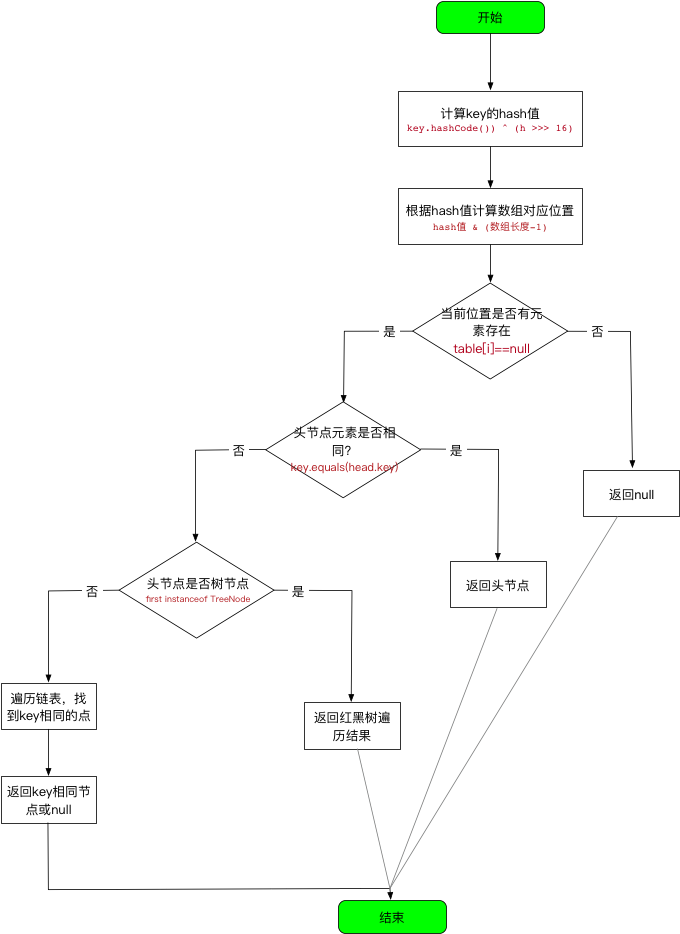 开始
计算key的hash值
key.hashCode()) ^ (h >>> 16)
根据hash值计算数组对应位置
hash值 & (数组长度-1)
当前位置是否有元
素存在
table[i]==null
是
否
头节点元素是否相
同?
key.equals(head.key)
否
是
返回null
头节点是否树节点
first instanceof TreeNode
返回头节点
否
是
遍历链表，找
到key相同的点
返回红黑树遍
历结果
返回key相同节
点或null
结束